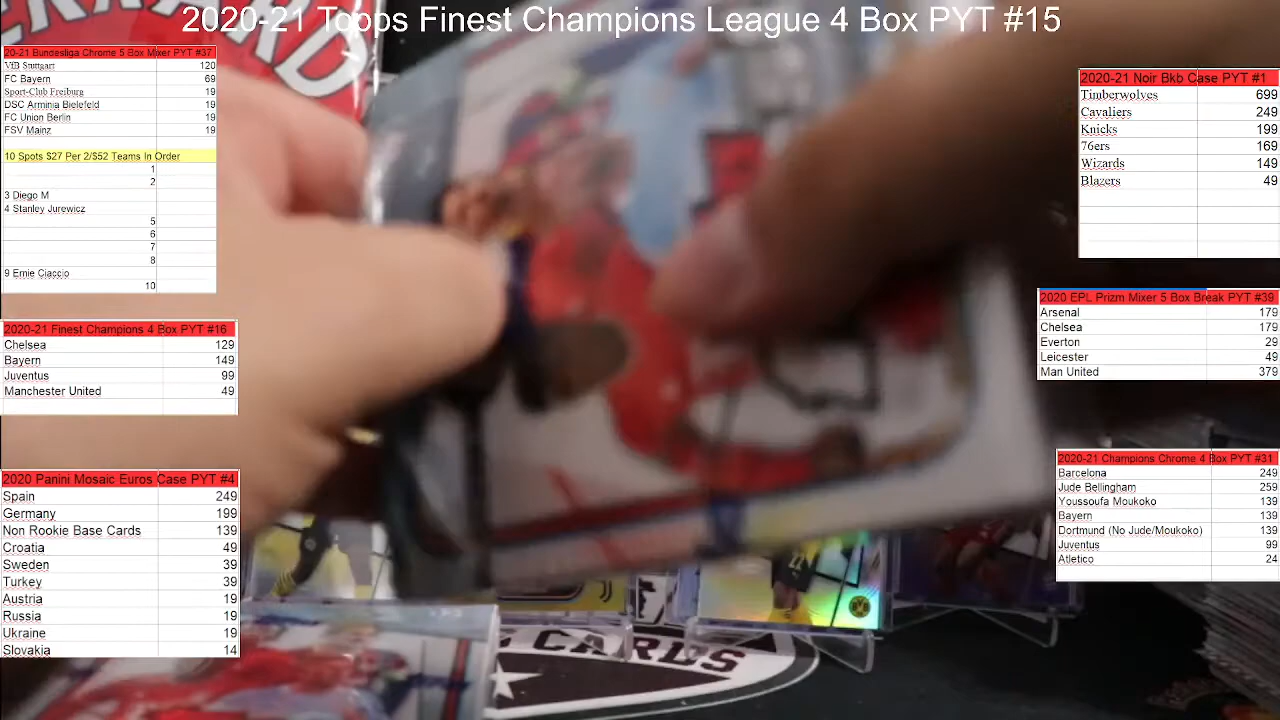 2020-21 Topps Finest Champions League 4 Box PYT #15
20-21 Bundesliga Chrome 5 Box Mixer PYT #37
VfB Stuttgart 120
FC Bayern 69
Sport-Club Freiburg 19
DSC Arminia Bielefeld 19
FC Union Berlin 19
FSV Mainz 19
10 Spots $27 Per 2/$52 Teams In Order
1
2
3 Diego M
4 Stanley Jurewicz
5
6
7
8
9 Ernie Ciaccio
10
2020-21 Finest Champions 4 Box PYT #16
Chelsea 129
Bayern 149
Juventus 99
Manchester United 49
2020 Panini Mosaic Euros Case PYT #4
Spain 249
Germany 199
Non Rookie Base Cards 139
Croatia 49
Sweden 39
Turkey 39
Austria 19
Russia 19
Ukraine 19
Slovakia 14
2020-21 Noir Bkb Case PYT #1
Timberwolves 699
Cavaliers 249
Knicks 199
76ers 169
Wizards 149
Blazers 49
2020 EPL Prizm Mixer 5 Box Break PYT #39
Arsenal 179
Chelsea 179
Everton 29
Leicester 49
Man United 379
2020-21 Champions Chrome 4 Box PYT #31
Barcelona 249
Jude Bellingham 259
Youssoufa Moukoko 139
Bayern 139
Dortmund (No Jude/Moukoko) 139
Juventus 99
Atletico 24
CARDS